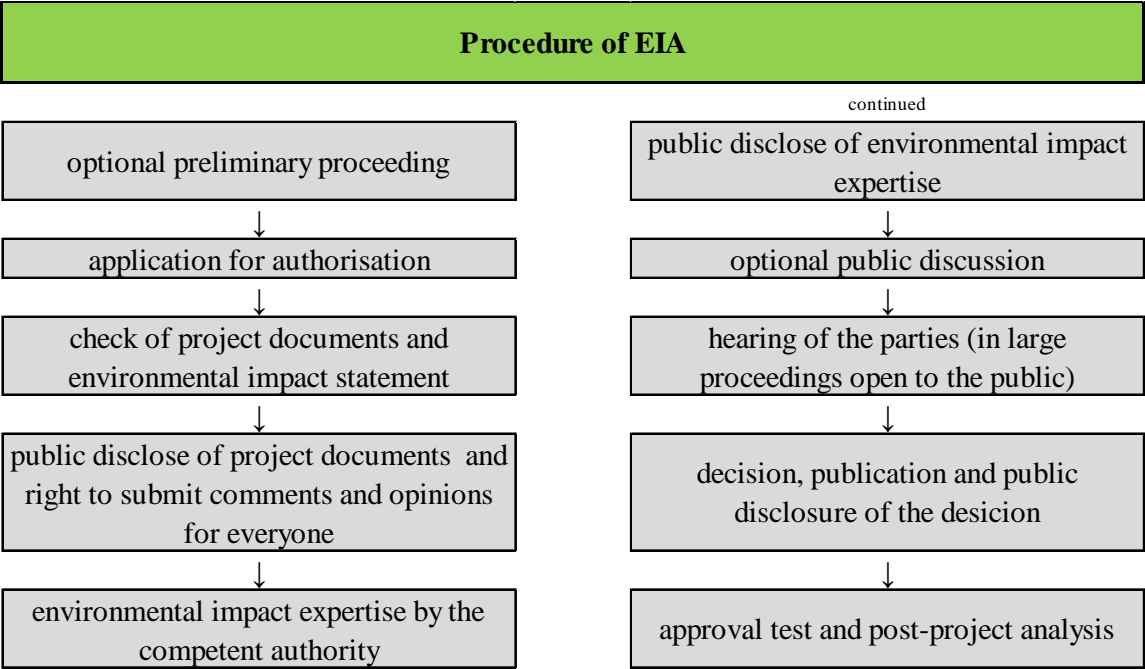 Procedure of EIA
optional preliminary proceeding
↓
application for authorisation
↓
check of project documents and
environmental impact statement
↓
public disclose of project documents and
right to submit comments and opinions
for everyone
↓
environmental impact expertise by the
competent authority
continued
public disclose of environmental impact
expertise
↓
optional public discussion
↓
hearing of the parties (in large
proceedings open to the public)
↓
decision, publication and public
disclosure of the desicion
↓
approval test and post-project analysis